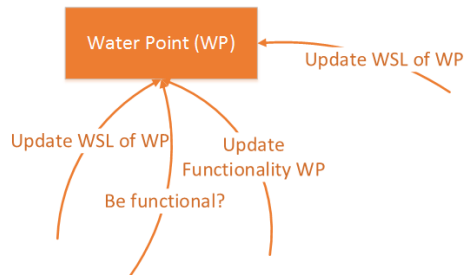 Water Point (WP)
Update WSL of WP
Update WSL of WP
Update
Functionality WP
Be functional?